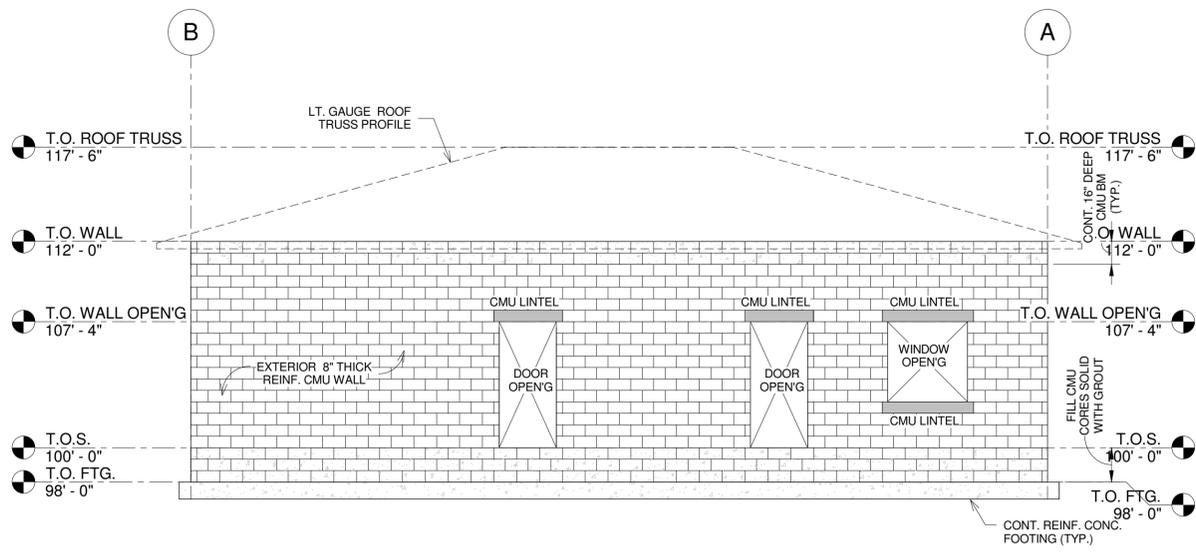 B
A
LT. GAUGE ROOF
TRUSS PROFILE
T.O. ROOF TRUSS
117' - 6"
T.O. ROOF TRUSS
117' - 6"
CONT. 16" DEEP
CMU BM
(TYP.)
T.O. WALL
112' - 0"
.O. WALL
112' - 0"
CMU LINTEL
CMU LINTEL
CMU LINTEL
T.O. WALL OPEN'G
107' - 4"
T.O. WALL OPEN'G
107' - 4"
EXTERIOR 8" THICK
REINF. CMU WALL
DOOR
OPEN'G
DOOR
OPEN'G
WINDOW
OPEN'G
CMU LINTEL
FILL CMU
CORES SOLID
WITH GROUT
T.O.S.
100' - 0"
T.O.S.
100' - 0"
T.O. FTG.
98' - 0"
T.O. FTG.
98' - 0"
CONT. REINF. CONC.
FOOTING (TYP.)